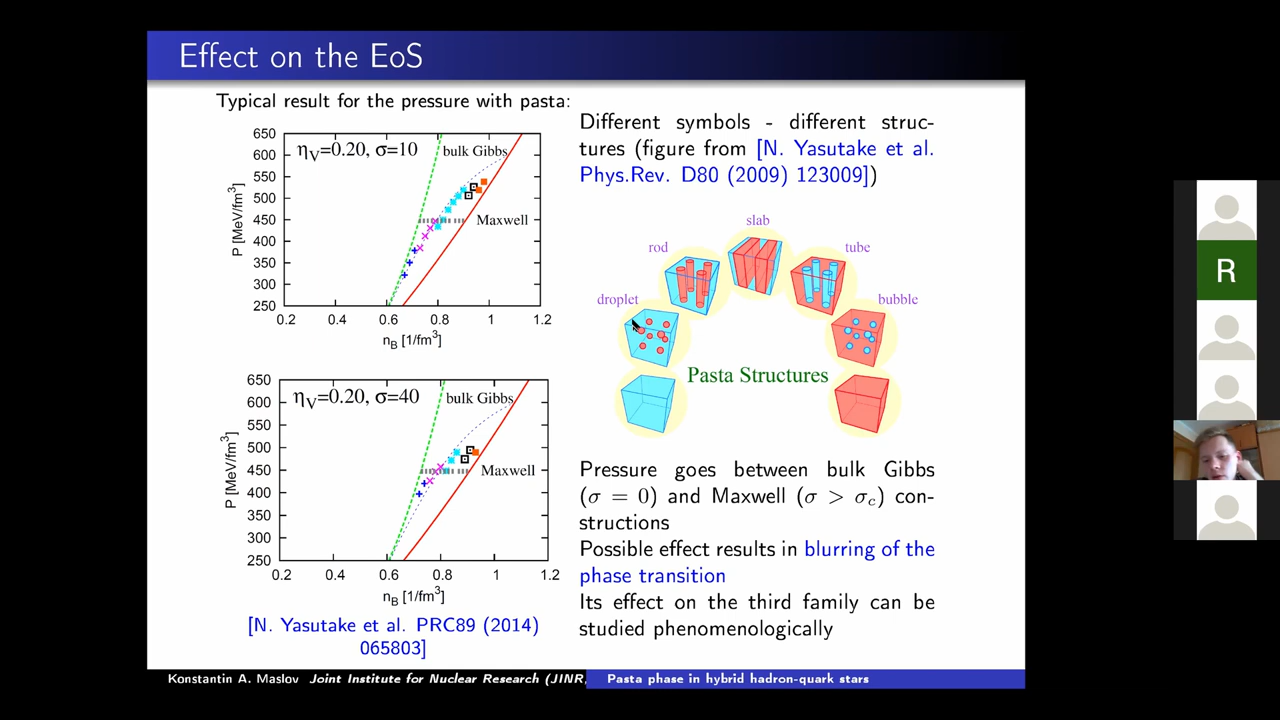 Effect on the EoS
Typical result for the pressure with pasta:
650
600
550
500
450
400
350
300
250
P [MeV/fm³]
η_V=0.20, σ=10
bulk Gibbs
Maxwell
0.2 0.4 0.6 0.8 1 1.2
n_B [1/fm³]
650
600
550
500
450
400
350
300
250
P [MeV/fm³]
η_V=0.20, σ=40
bulk Gibbs
Maxwell
0.2 0.4 0.6 0.8 1 1.2
n_B [1/fm³]
[N. Yasutake et al. PRC89 (2014)
065803]
Different symbols - different struc-
tures (figure from [N. Yasutake et al.
Phys.Rev. D80 (2009) 123009])
slab
rod
tube
droplet
bubble
Pasta Structures
Pressure goes between bulk Gibbs
(σ = 0) and Maxwell (σ > σ_c) con-
structions
Possible effect results in blurring of the
phase transition
Its effect on the third family can be
studied phenomenologically
Konstantin A. Maslov Joint Institute for Nuclear Research (JINR,
Pasta phase in hybrid hadron-quark stars
R